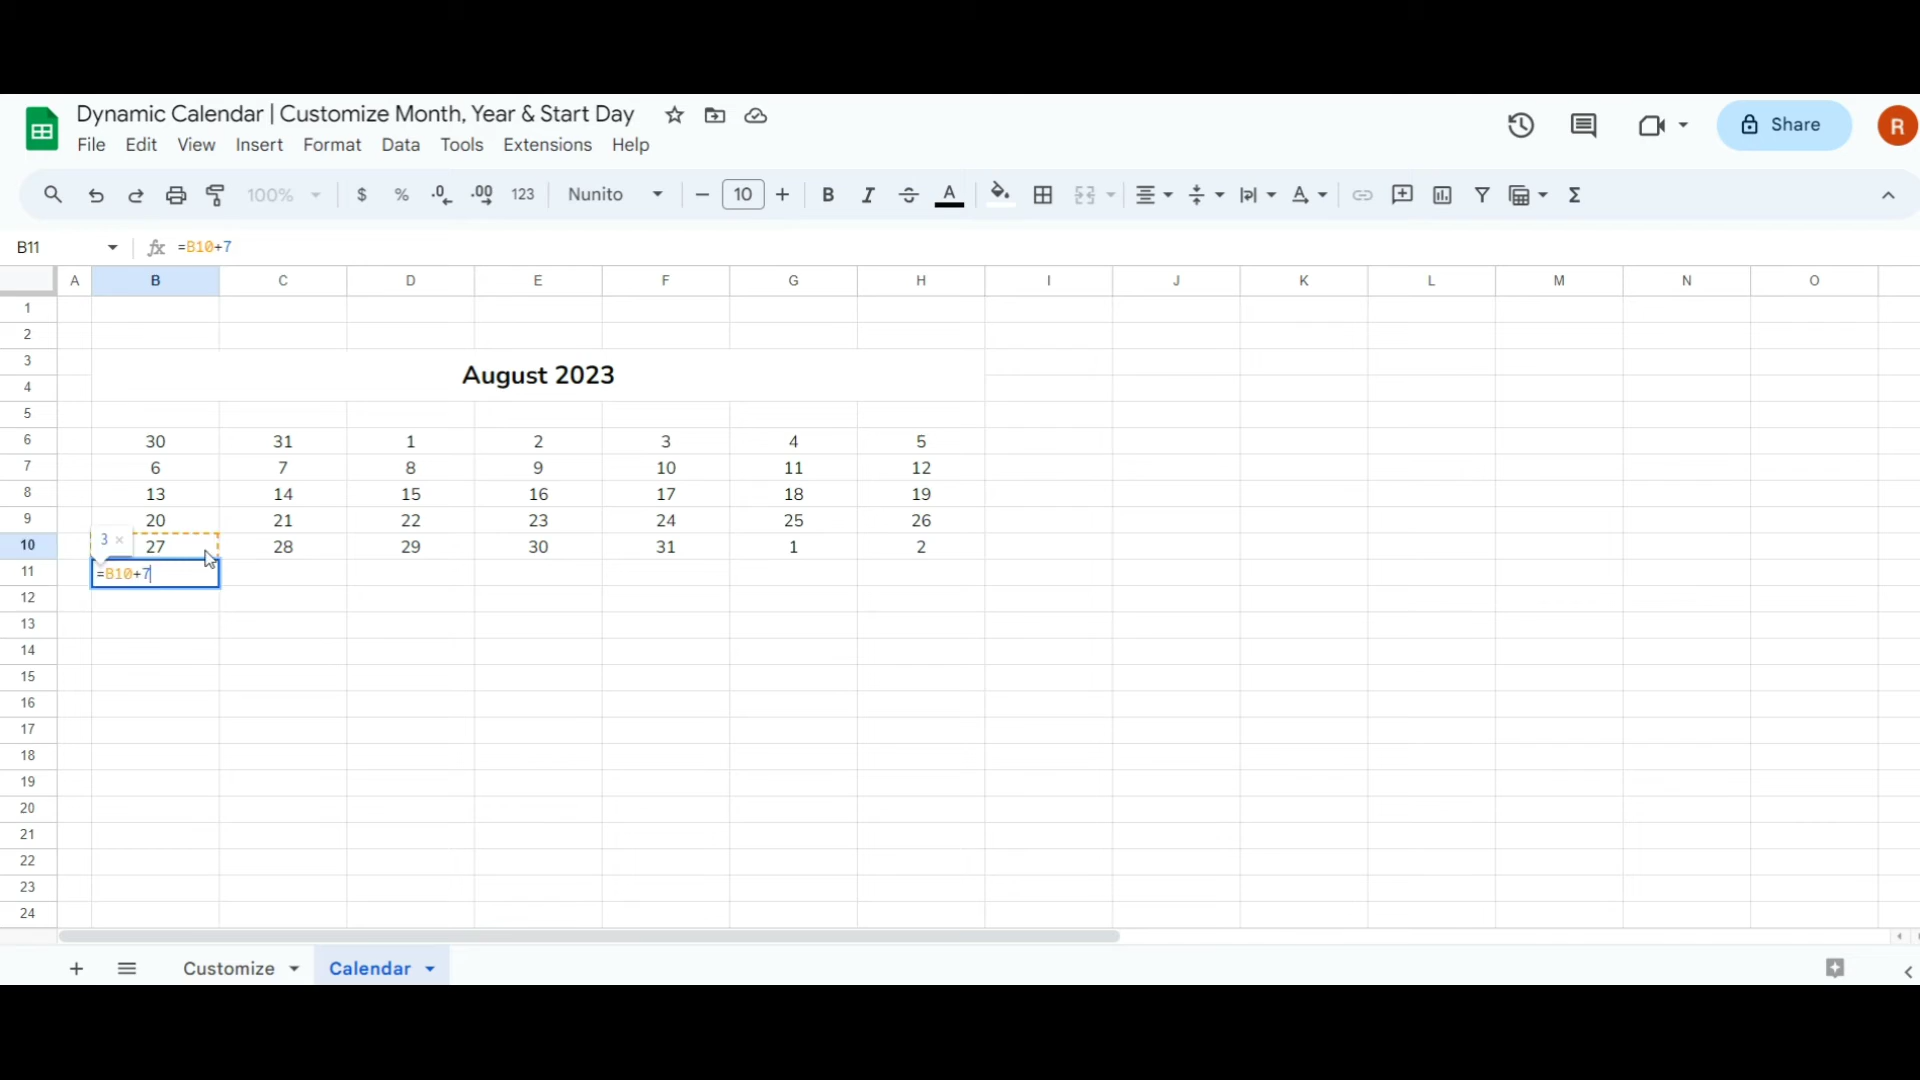 Dynamic Calendar | Customize Month, Year & Start Day
File Edit View Insert Format Data Tools Extensions Help
Share
R
100% $ % .0 .00 123 Nunito 10 B I A A Σ
B11 fx =B10+7
A B C D E F G H I J K L M N O
1
2
3
August 2023
4
5
6 30 31 1 2 3 4 5
7 6 7 8 9 10 11 12
8 13 14 15 16 17 18 19
9 20 21 22 23 24 25 26
3 ×
10 27 28 29 30 31 1 2
11 =B10+7
12
13
14
15
16
17
18
19
20
21
22
23
24
Customize Calendar